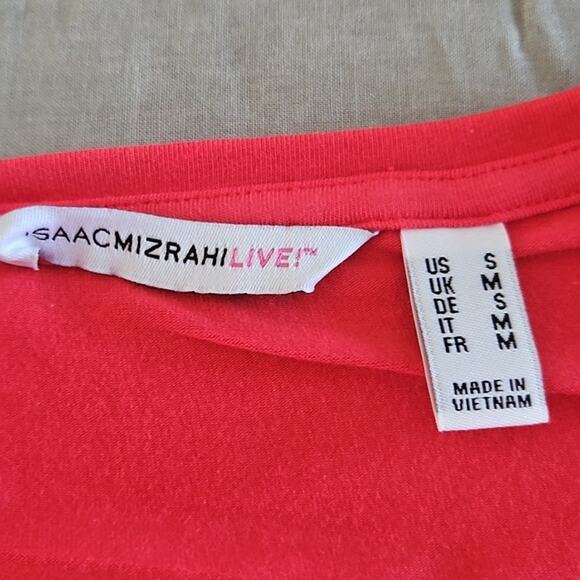 ISAACMIZRAHILIVE!™
US S
UK M
DE S
IT M
FR M
MADE IN
VIETNAM